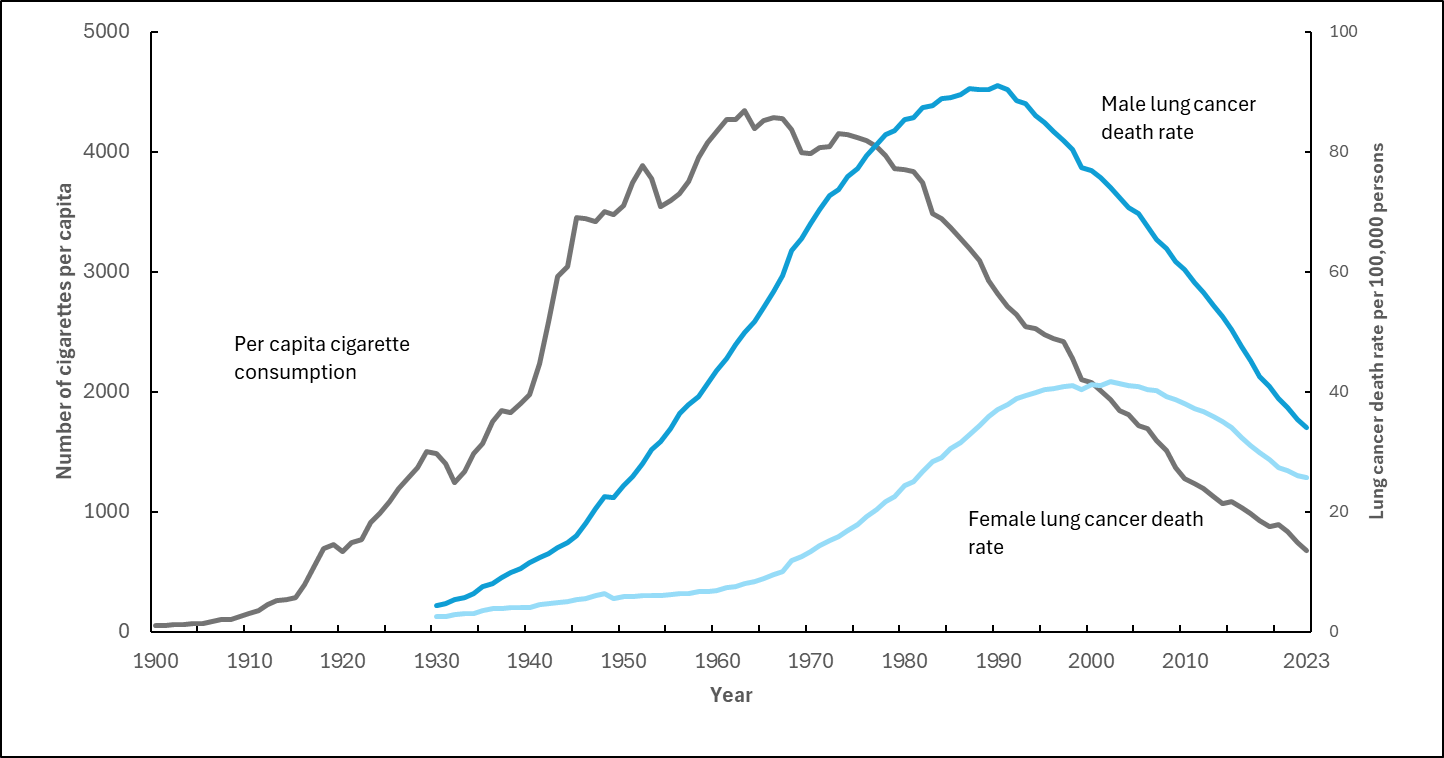 5000
4000
3000
2000
1000
0
Number of cigarettes per capita
100
80
60
40
20
0
Lung cancer death rate per 100,000 persons
Male lung cancer
death rate
Per capita cigarette
consumption
Female lung cancer death
rate
1900 1910 1920 1930 1940 1950 1960 1970 1980 1990 2000 2010 2023
Year